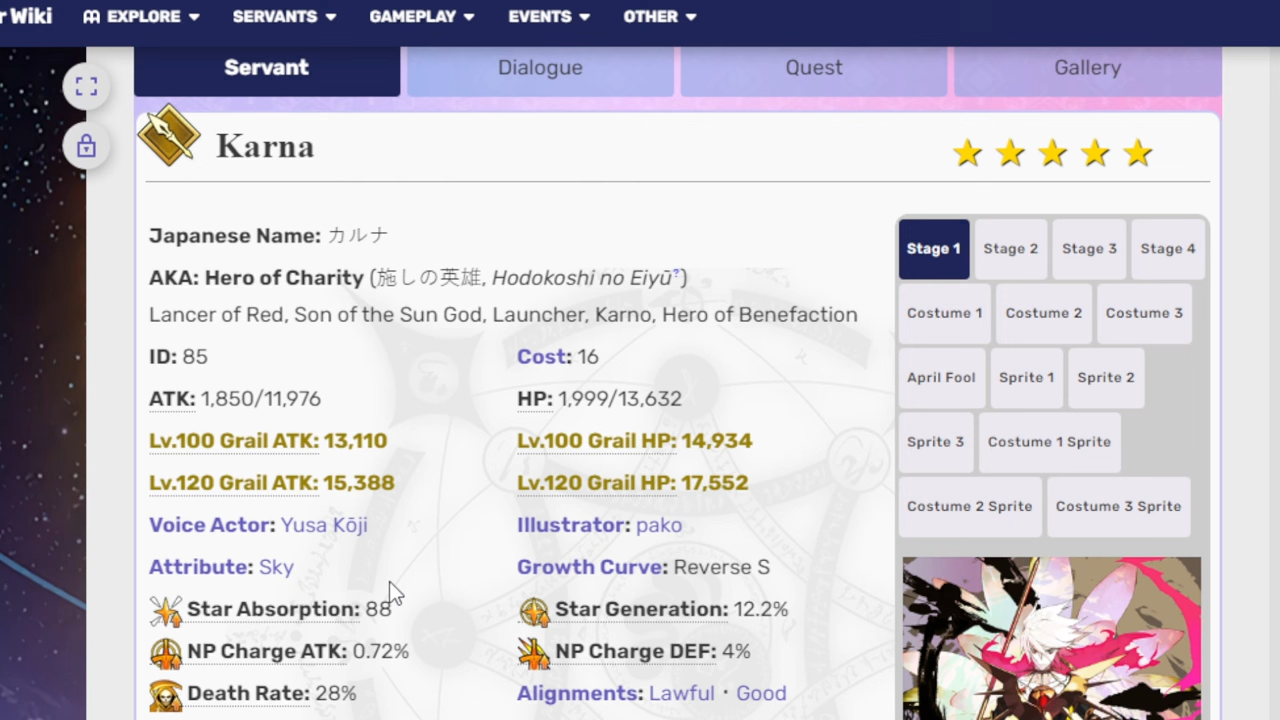 r Wiki EXPLORE SERVANTS GAMEPLAY EVENTS OTHER
Servant Dialogue Quest Gallery
Karna
Japanese Name: カルナ
AKA: Hero of Charity (施しの英雄, Hodokoshi no Eiyū?)
Lancer of Red, Son of the Sun God, Launcher, Karno, Hero of Benefaction
ID: 85 Cost: 16
ATK: 1,850/11,976 HP: 1,999/13,632
Lv.100 Grail ATK: 13,110 Lv.100 Grail HP: 14,934
Lv.120 Grail ATK: 15,388 Lv.120 Grail HP: 17,552
Voice Actor: Yusa Kōji Illustrator: pako
Attribute: Sky Growth Curve: Reverse S
Star Absorption: 88 Star Generation: 12.2%
NP Charge ATK: 0.72% NP Charge DEF: 4%
Death Rate: 28% Alignments: Lawful・Good
Stage 1 Stage 2 Stage 3 Stage 4
Costume 1 Costume 2 Costume 3
April Fool Sprite 1 Sprite 2
Sprite 3 Costume 1 Sprite
Costume 2 Sprite Costume 3 Sprite